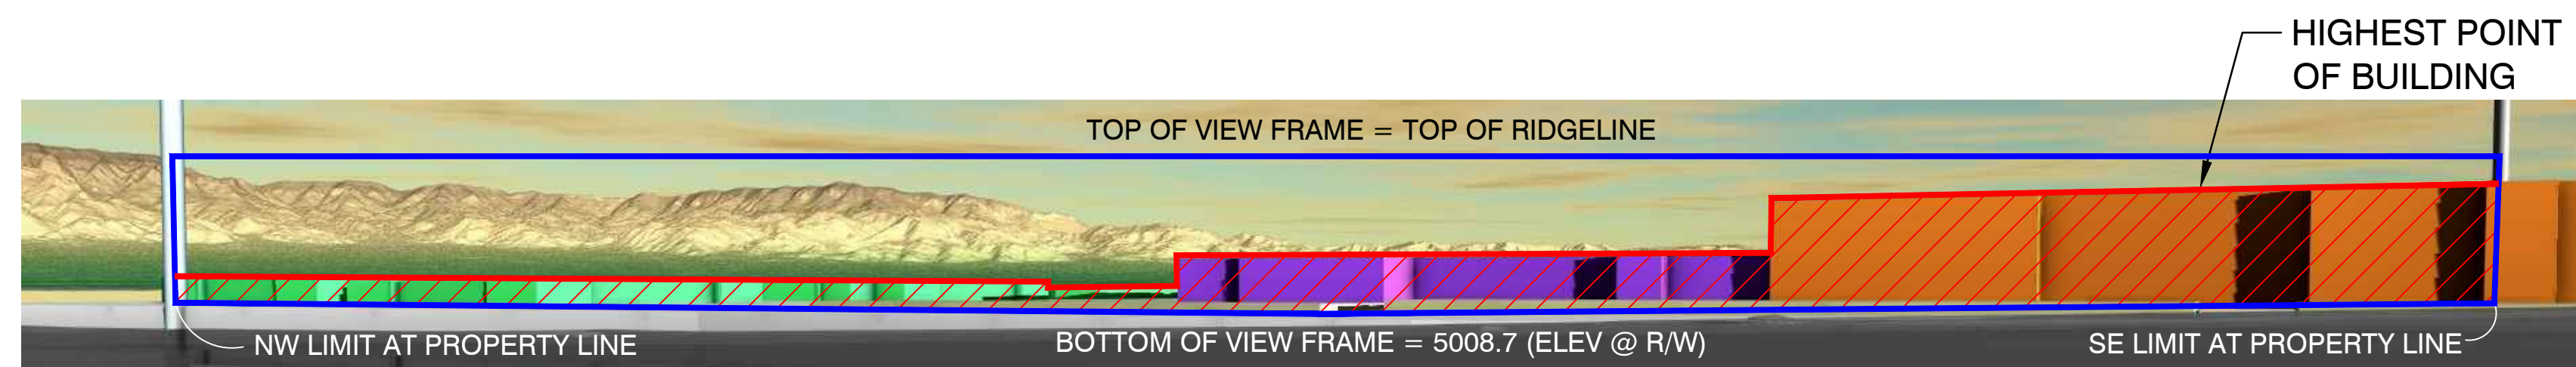 HIGHEST POINT
OF BUILDING
TOP OF VIEW FRAME = TOP OF RIDGELINE
NW LIMIT AT PROPERTY LINE
BOTTOM OF VIEW FRAME = 5008.7 (ELEV @ R/W)
SE LIMIT AT PROPERTY LINE